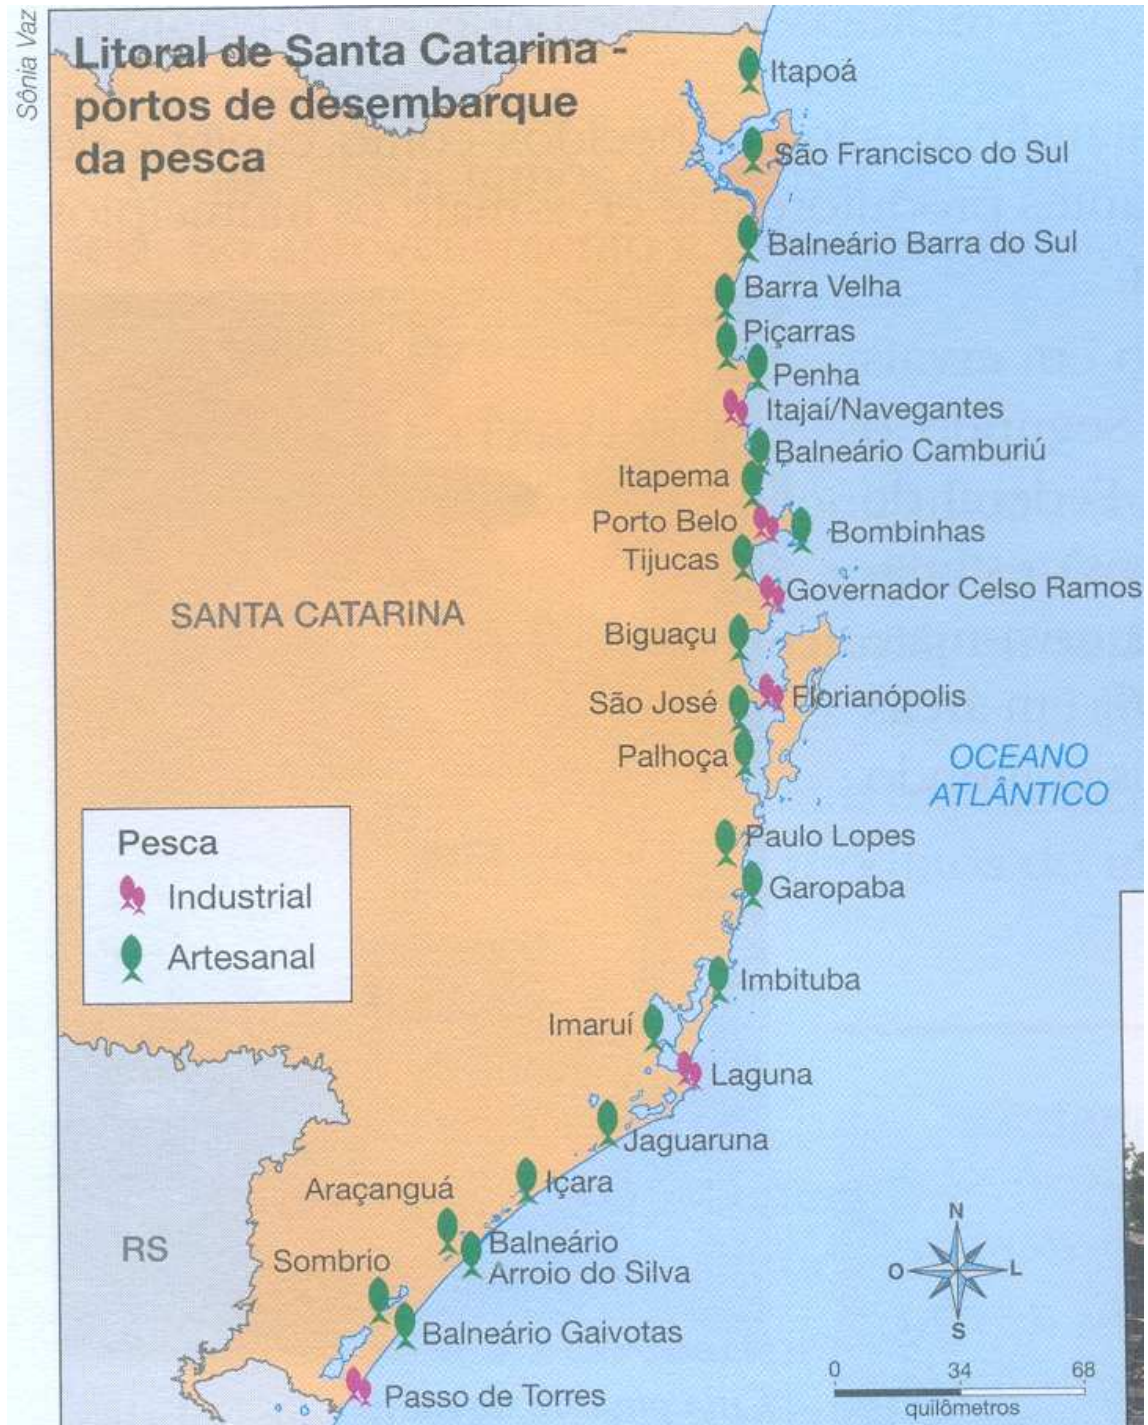 Sônia Vaz
Litoral de Santa Catarina -
portos de desembarque
da pesca
Itapoá
São Francisco do Sul
Balneário Barra do Sul
Barra Velha
Piçarras
Penha
Itajaí/Navegantes
Balneário Camburiú
Itapema
Porto Belo
Bombinhas
Tijucas
Governador Celso Ramos
SANTA CATARINA
Biguaçu
Florianópolis
São José
Palhoça
OCEANO
ATLÂNTICO
Paulo Lopes
Garopaba
Pesca
Industrial
Artesanal
Imbituba
Imaruí
Laguna
Jaguaruna
Içara
Araçanguá
Balneário
Arroio do Silva
RS
Sombrio
Balneário Gaivotas
Passo de Torres
N
O
L
S
0 34 68
quilômetros